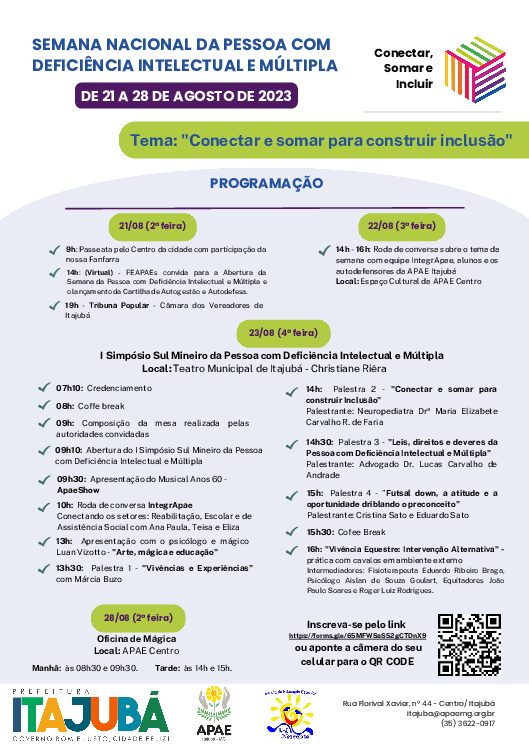 SEMANA NACIONAL DA PESSOA COM
DEFICIÊNCIA INTELECTUAL E MÚLTIPLA
DE 21 A 28 DE AGOSTO DE 2023
Conectar,
Somar e
Incluir
Tema: "Conectar e somar para construir inclusão"
PROGRAMAÇÃO
21/08 (2ª feira)
9h: Passeata pelo Centro da cidade com participação da
nossa Fanfarra
14h: (Virtual) - FEAPAEs convida para a Abertura da
Semana da Pessoa com Deficiência Intelectual e Múltipla e
o lançamento da Cartilha de Autogestão e Autodefesa.
19h - Tribuna Popular - Câmara dos Vereadores de
Itajubá
22/08 (3ª feira)
14h - 16h: Roda de conversa sobre o tema da
semana com equipe IntegrApae, alunos e os
autodefensores da APAE Itajubá
Local: Espaço Cultural da APAE Centro
23/08 (4ª feira)
I Simpósio Sul Mineiro da Pessoa com Deficiência Intelectual e Múltipla
Local: Teatro Municipal de Itajubá - Christiane Riêra
07h10: Credenciamento
08h: Coffe break
09h: Composição da mesa realizada pelas
autoridades convidadas
09h10: Abertura do I Simpósio Sul Mineiro da Pessoa
com Deficiência Intelectual e Múltipla
09h30: Apresentação do Musical Anos 60 -
ApaeShow
10h: Roda de conversa IntegrApae
Conectando os setores: Reabilitação, Escolar e de
Assistência Social com Ana Paula, Teisa e Eliza
13h: Apresentação com o psicólogo e mágico
Luan Vizotto - "Arte, mágica e educação"
13h30: Palestra 1 - "Vivências e Experiências"
com Márcia Buzo
14h: Palestra 2 - "Conectar e somar para
construir Inclusão"
Palestrante: Neuropediatra Drª Maria Elizabete
Carvalho R. de Faria
14h30: Palestra 3 - "Leis, direitos e deveres da
Pessoa com Deficiência Intelectual e Múltipla"
Palestrante: Advogado Dr. Lucas Carvalho de
Andrade
15h: Palestra 4 - "Futsal down, a atitude e a
oportunidade driblando o preconceito"
Palestrante: Cristina Sato e Eduardo Sato
15h30: Cofee Break
16h: "Vivência Equestre: Intervenção Alternativa" -
prática com cavalos em ambiente externo
Intermediadores: Fisioterapeuta Eduardo Ribeiro Braga,
Psicólogo Aislan de Souza Goulart, Equitadores João
Paulo Soares e Roger Luiz Rodrigues.
28/08 (2ª feira)
Oficina de Mágica
Local: APAE Centro
Manhã: às 08h30 e 09h30. Tarde: às 14h e 15h.
Inscreva-se pelo link
https://forms.gle/65MFWSaS52gCTDnX9
ou aponte a câmera do seu
celular para o QR CODE
PREFEITURA
ITAJUBÁ
GOVERNO BOM E JUSTO, CIDADE FELIZ!
APAE
Itajubá - MG
Rua Florival Xavier, nº 44 - Centro/ Itajubá
itajuba@apaemg.org.br
(35) 3622-0917